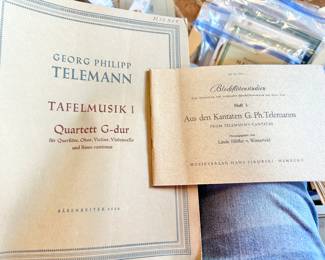 GEORG PHILIPP
TELEMANN
TAFELMUSIK I
Quartett G-dur
für Querflöte, Oboe, Violine, Violoncello
und Basso continuo
BÄRENREITER
Blockflötenstudien
Heft 3
Aus den Kantaten G. Ph. Telemanns
FROM TELEMANN'S CANTATAS
Herausgegeben von
Linde Höffer v. Winterfeld
MUSIKVERLAG HANS SIKORSKI · HAMBURG